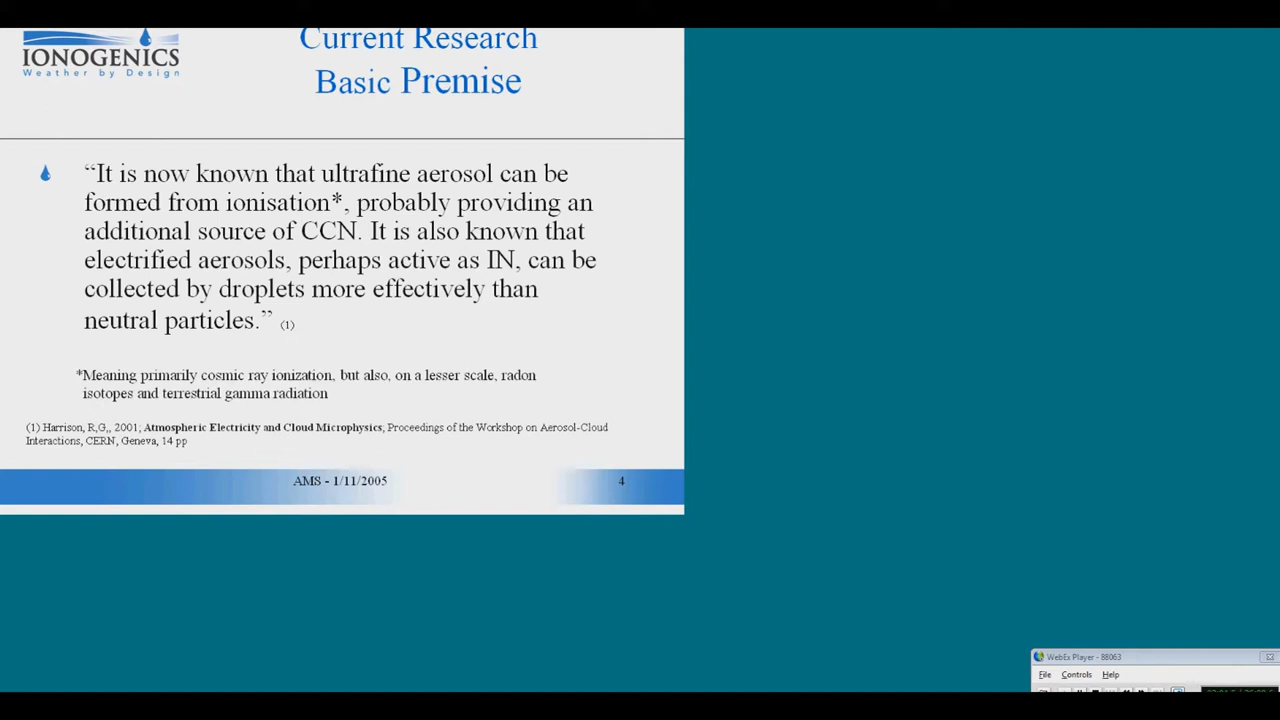 Current Research
IONOGENICS
Weather by Design
Basic Premise
“It is now known that ultrafine aerosol can be
formed from ionisation*, probably providing an
additional source of CCN. It is also known that
electrified aerosols, perhaps active as IN, can be
collected by droplets more effectively than
neutral particles.” (1)
*Meaning primarily cosmic ray ionization, but also, on a lesser scale, radon
isotopes and terrestrial gamma radiation
(1) Harrison, R,G,, 2001; Atmospheric Electricity and Cloud Microphysics; Proceedings of the Workshop on Aerosol-Cloud
Interactions, CERN, Geneva, 14 pp
AMS - 1/11/2005 4
WebEx Player - 88063
File Controls Help